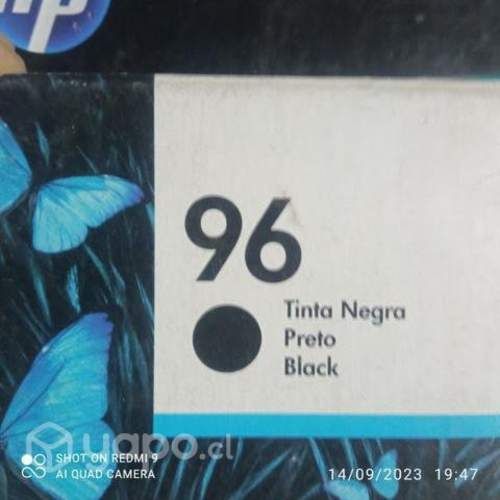 hp
96
Tinta Negra
Preto
Black
yapo.cl
SHOT ON REDMI 9
AI QUAD CAMERA
14/09/2023 19:47